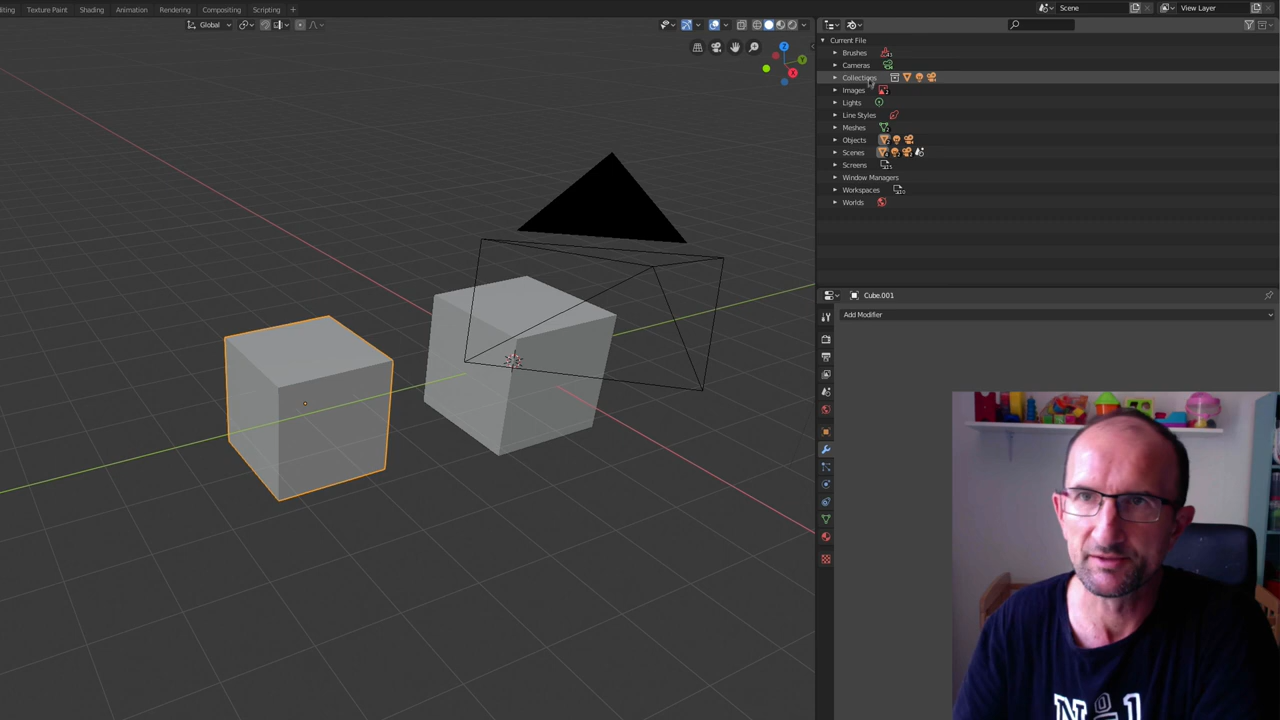 iting Texture Paint Shading Animation Rendering Compositing Scripting +
Scene View Layer
Global
Z
Y
X
Current File
Brushes
Cameras
Collections
Images
Lights
Line Styles
Meshes
Objects
Scenes
Screens
Window Managers
Workspaces
Worlds
Cube.001
Add Modifier